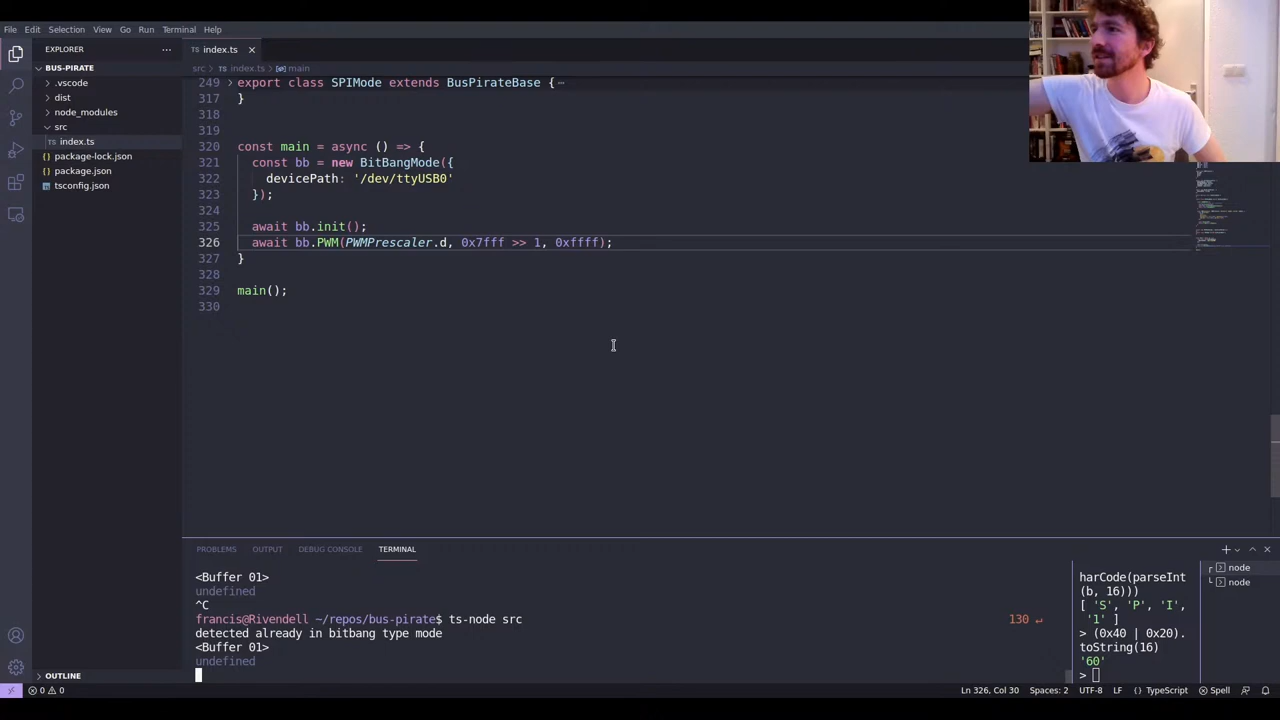 File Edit Selection View Go Run Terminal Help
EXPLORER
BUS-PIRATE
.vscode
dist
node_modules
src
TS index.ts
package-lock.json
package.json
tsconfig.json
OUTLINE
TS index.ts
src > TS index.ts > main
249 export class SPIMode extends BusPirateBase {
317 }
318
319
320 const main = async () => {
321 const bb = new BitBangMode({
322 devicePath: '/dev/ttyUSB0'
323 });
324
325 await bb.init();
326 await bb.PWM(PWMPrescaler.d, 0x7fff >> 1, 0xffff);
327 }
328
329 main();
330
PROBLEMS OUTPUT DEBUG CONSOLE TERMINAL
<Buffer 01>
undefined
^C
francis@Rivendell ~/repos/bus-pirate$ ts-node src 130 ↵
detected already in bitbang type mode
<Buffer 01>
undefined
harCode(parseInt
(b, 16)))
[ 'S', 'P', 'I',
'1' ]
> (0x40 | 0x20).
toString(16)
'60'
>
node
node
0 0 Ln 326, Col 30 Spaces: 2 UTF-8 LF {} TypeScript Spell